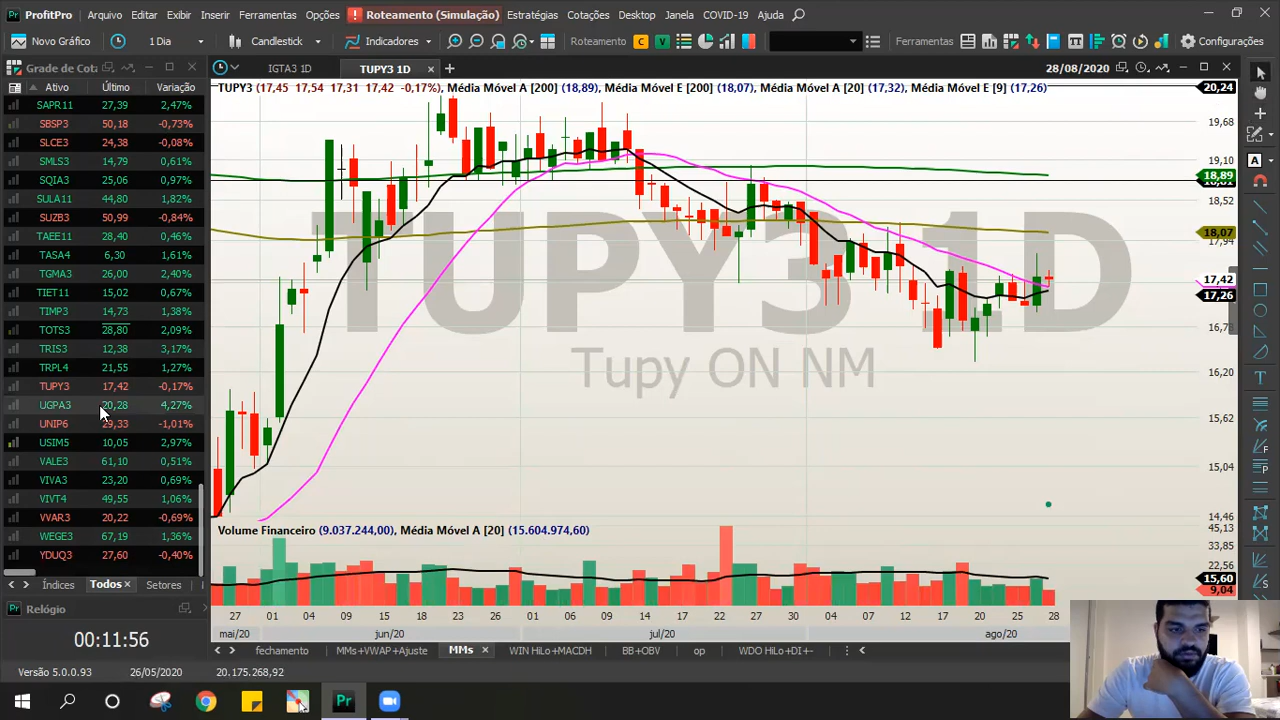 ProfitPro Arquivo Exibir Inserir Ferramentas Opções ! Roteamento (Simulação) Estratégias Cotações Desktop Janela COVID-19 Ajuda
Novo Gráfico 1 Dia Candlestick Indicadores Roteamento C V Ferramentas Configurações
Grade de Cota IGTA3 1D TUPY3 1D 28/08/2020
Ativo Último Variação
SAPR11 27,39 2,47%
SBSP3 50,18 -0,73%
SLCE3 24,38 -0,08%
SMLS3 14,79 0,61%
SQIA3 25,06 0,97%
SULA11 44,80 1,82%
SUZB3 50,99 -0,84%
TAEE11 28,40 0,46%
TASA4 6,30 1,61%
TGMA3 26,00 2,40%
TIET11 15,02 0,67%
TIMP3 14,73 1,38%
TOTS3 28,80 2,09%
TRIS3 12,38 3,17%
TRPL4 21,55 1,27%
TUPY3 17,42 -0,17%
UGPA3 20,28 4,27%
UNIP6 29,33 -1,01%
USIM5 10,05 2,97%
VALE3 61,10 0,51%
VIVA3 23,20 0,69%
VIVT4 49,55 1,06%
VVAR3 20,22 -0,69%
WEGE3 67,19 1,36%
YDUQ3 27,60 -0,40%
Índices Todos Setores
Relógio
00:11:56
Versão 5.0.0.93 26/05/2020 20.175.268,92
TUPY3 (17,45 17,54 17,31 17,42 -0,17%) , Média Móvel A [200] (18,89), Média Móvel E [200] (18,07), Média Móvel A [20] (17,32), Média Móvel E [9] (17,26)
TUPY3 1D
Tupy ON NM
20,24
19,68
19,10
18,89
18,52
18,07
17,94
17,42
17,26
16,78
16,20
15,62
15,04
14,46
Volume Financeiro (9.037.244,00), Média Móvel A [20] (15.604.974,60)
45,13
33,85
22,56
15,60
9,04
27 01 04 09 15 18 23 26 01 06 09 14 17 22 27 30 04 07 12 17 20 25 28
mai/20 jun/20 jul/20 ago/20
fechamento MMs+VWAP+Ajuste MMs WIN HiLo+MACDH BB+OBV op WDO HiLo+DI+-